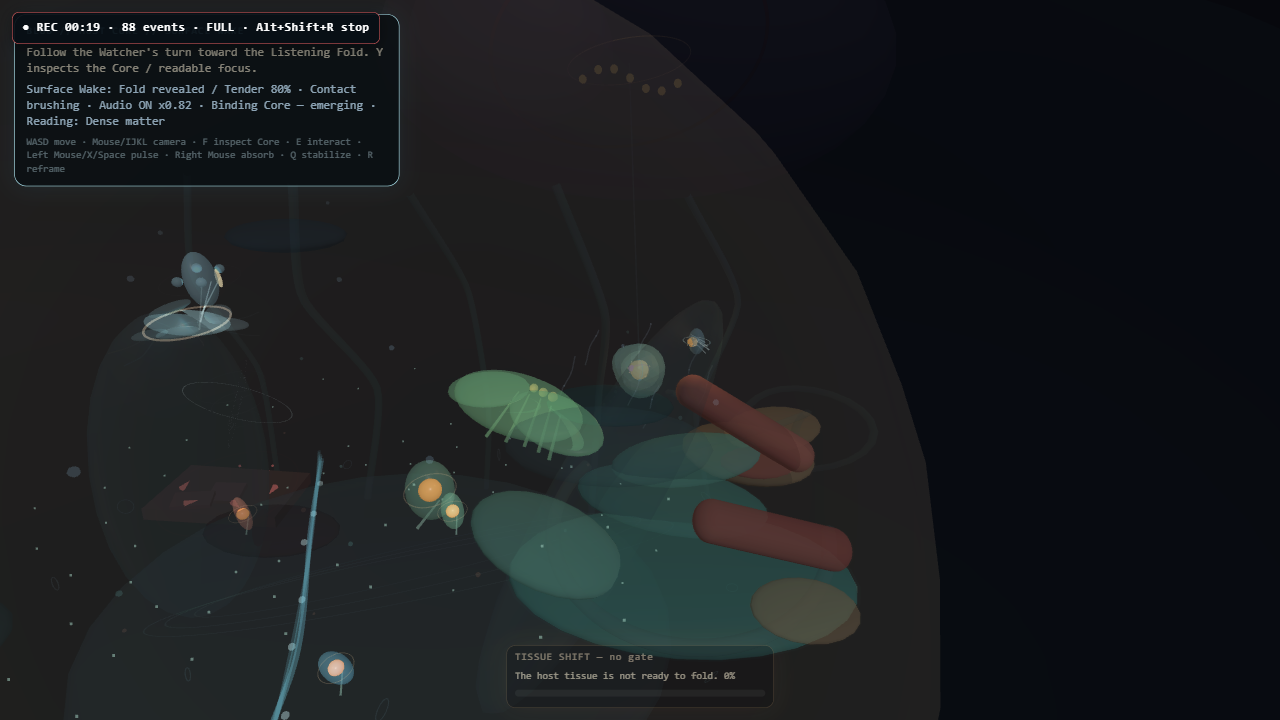 ● REC 00:19 · 88 events · FULL · Alt+Shift+R stop
Follow the Watcher's turn toward the Listening Fold. Y
inspects the Core / readable focus.
Surface Wake: Fold revealed / Tender 80% · Contact
brushing · Audio ON x0.82 · Binding Core — emerging ·
Reading: Dense matter
WASD move · Mouse/IJKL camera · F inspect Core · E interact ·
Left Mouse/X/Space pulse · Right Mouse absorb · Q stabilize · R
reframe
TISSUE SHIFT — no gate
The host tissue is not ready to fold. 0%